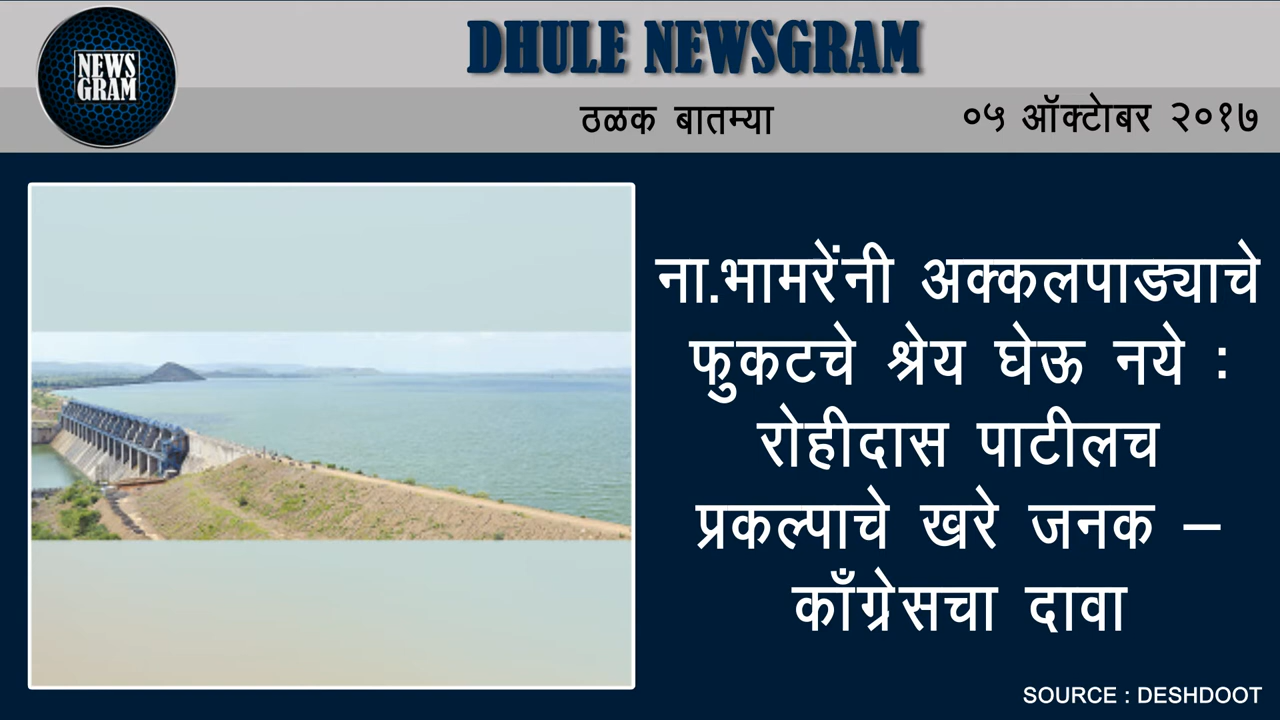 NEWS
GRAM
DHULE NEWSGRAM
ठळक बातम्या
०५ ऑक्टोबर २०१७
ना.भामरेंनी अक्कलपाड्याचे
फुकटचे श्रेय घेऊ नये :
रोहीदास पाटीलच
प्रकल्पाचे खरे जनक –
काँग्रेसचा दावा
SOURCE : DESHDOOT